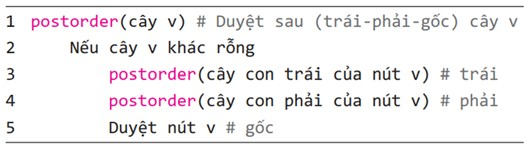 1 postorder(cây v) # Duyệt sau (trái-phải-gốc) cây v
2     Nếu cây v khác rỗng
3         postorder(cây con trái của nút v) # trái
4         postorder(cây con phải của nút v) # phải
5         Duyệt nút v # gốc